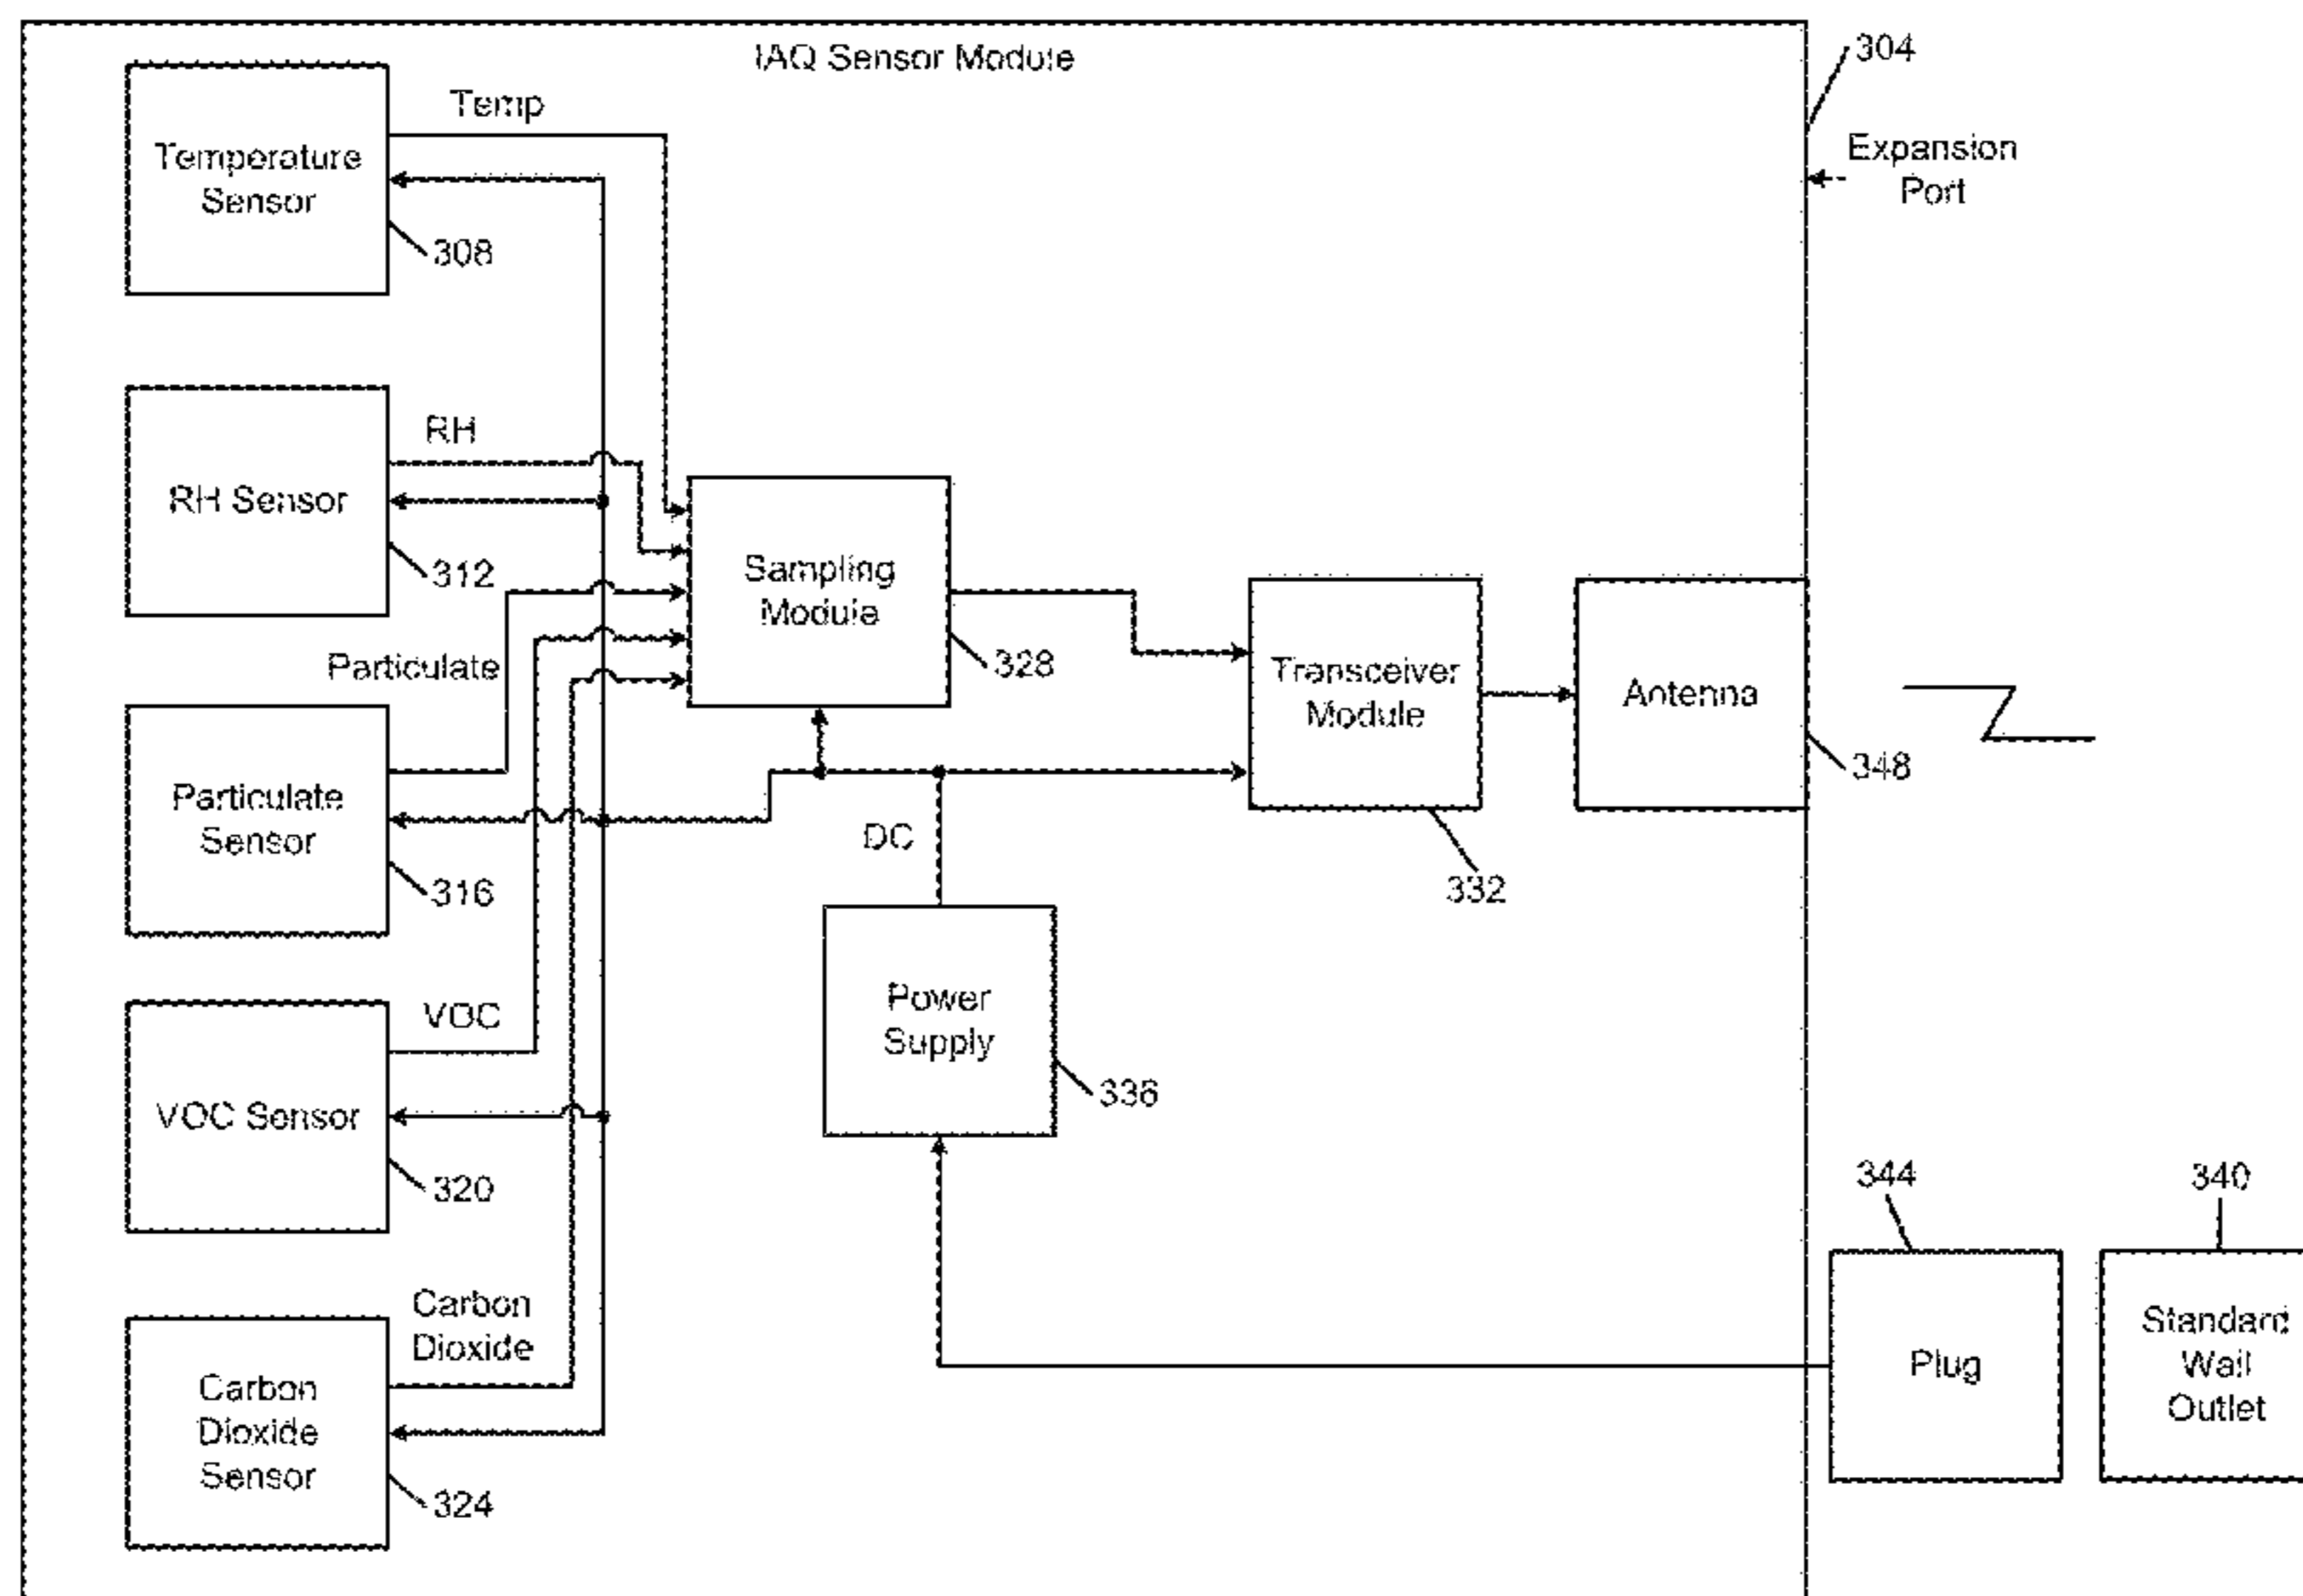 IAQ Sensor Module
304
Expansion
Port
Temp
Temperature
Sensor
308
RH
RH Sensor
312
Sampling
Module
328
Particulate
Particulate
Sensor
316
Transceiver
Module
332
Antenna
348
DC
Power
Supply
336
VOC
VOC Sensor
320
Carbon
Dioxide
Carbon
Dioxide
Sensor
324
344
340
Plug
Standard
Wall
Outlet